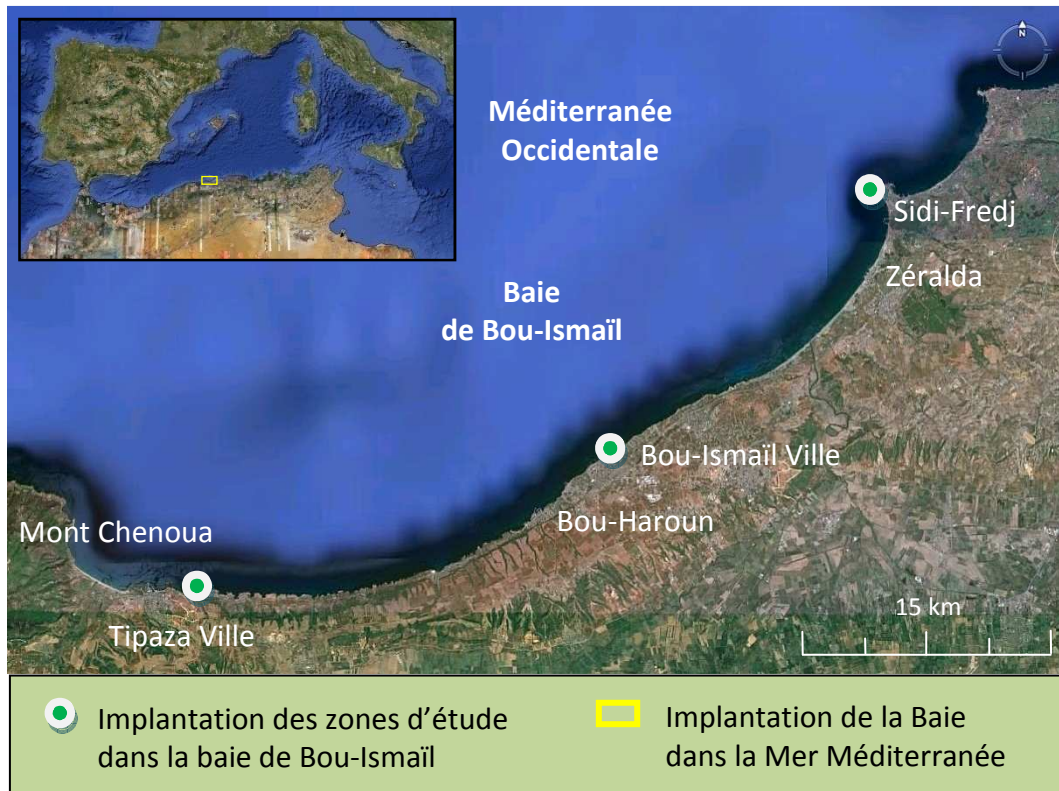 N
Méditerranée
Occidentale
Sidi-Fredj
Zéralda
Baie
de Bou-Ismaïl
Bou-Ismaïl Ville
Bou-Haroun
Mont Chenoua
Tipaza Ville
15 km
Implantation des zones d'étude
dans la baie de Bou-Ismaïl
Implantation de la Baie
dans la Mer Méditerranée